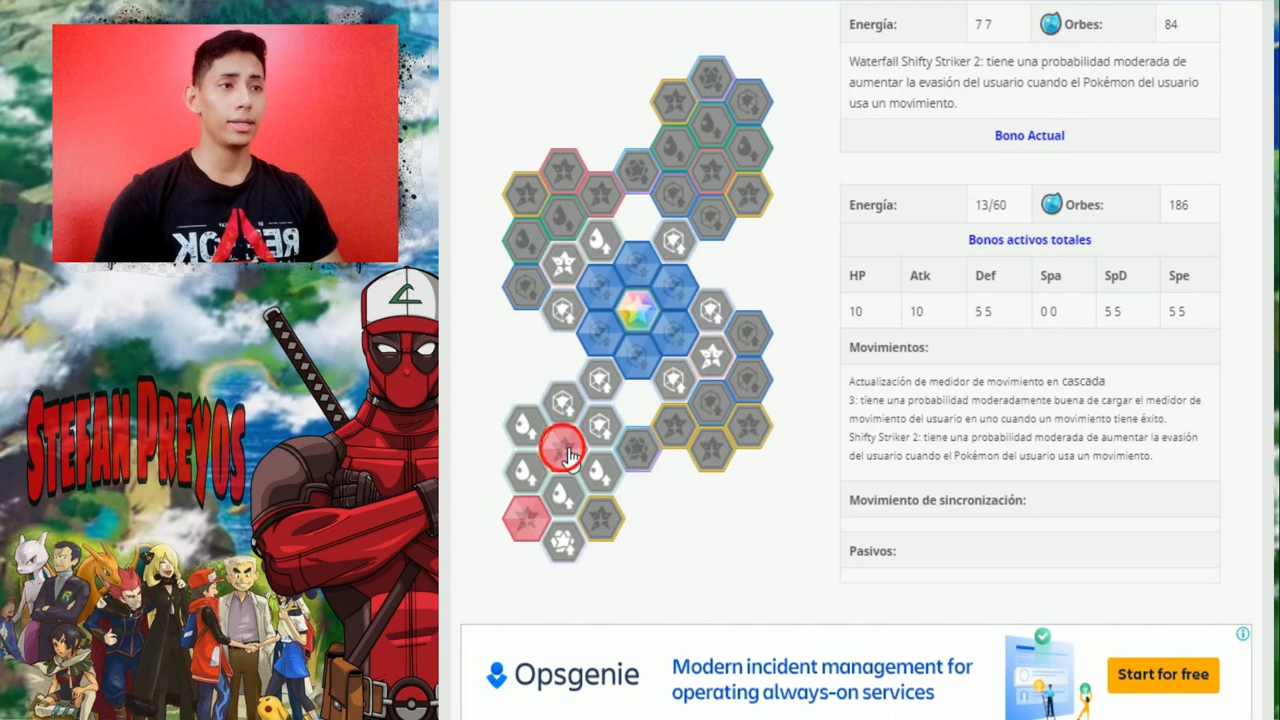 Energía: 7 7 Orbes: 84
Waterfall Shifty Striker 2: tiene una probabilidad moderada de
aumentar la evasión del usuario cuando el Pokémon del usuario
usa un movimiento.
Bono Actual
Energía: 13/60 Orbes: 186
Bonos activos totales
HP Atk Def Spa SpD Spe
10 10 5 5 0 0 5 5 5 5
Movimientos:
Actualización de medidor de movimiento en cascada
3: tiene una probabilidad moderadamente buena de cargar el medidor de
movimiento del usuario en uno cuando un movimiento tiene éxito.
Shifty Striker 2: tiene una probabilidad moderada de aumentar la evasión
del usuario cuando el Pokémon del usuario usa un movimiento.
Movimiento de sincronización:
Pasivos:
STEFAN PREYOS
Opsgenie
Modern incident management for
operating always-on services
Start for free